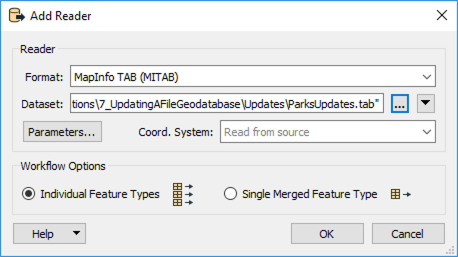 Add Reader
Reader
Format: MapInfo TAB (MITAB)
Dataset: tions\7_UpdatingAFileGeodatabase\Updates\ParksUpdates.tab" ...
Parameters... Coord. System: Read from source
Workflow Options
Individual Feature Types Single Merged Feature Type
Help OK Cancel